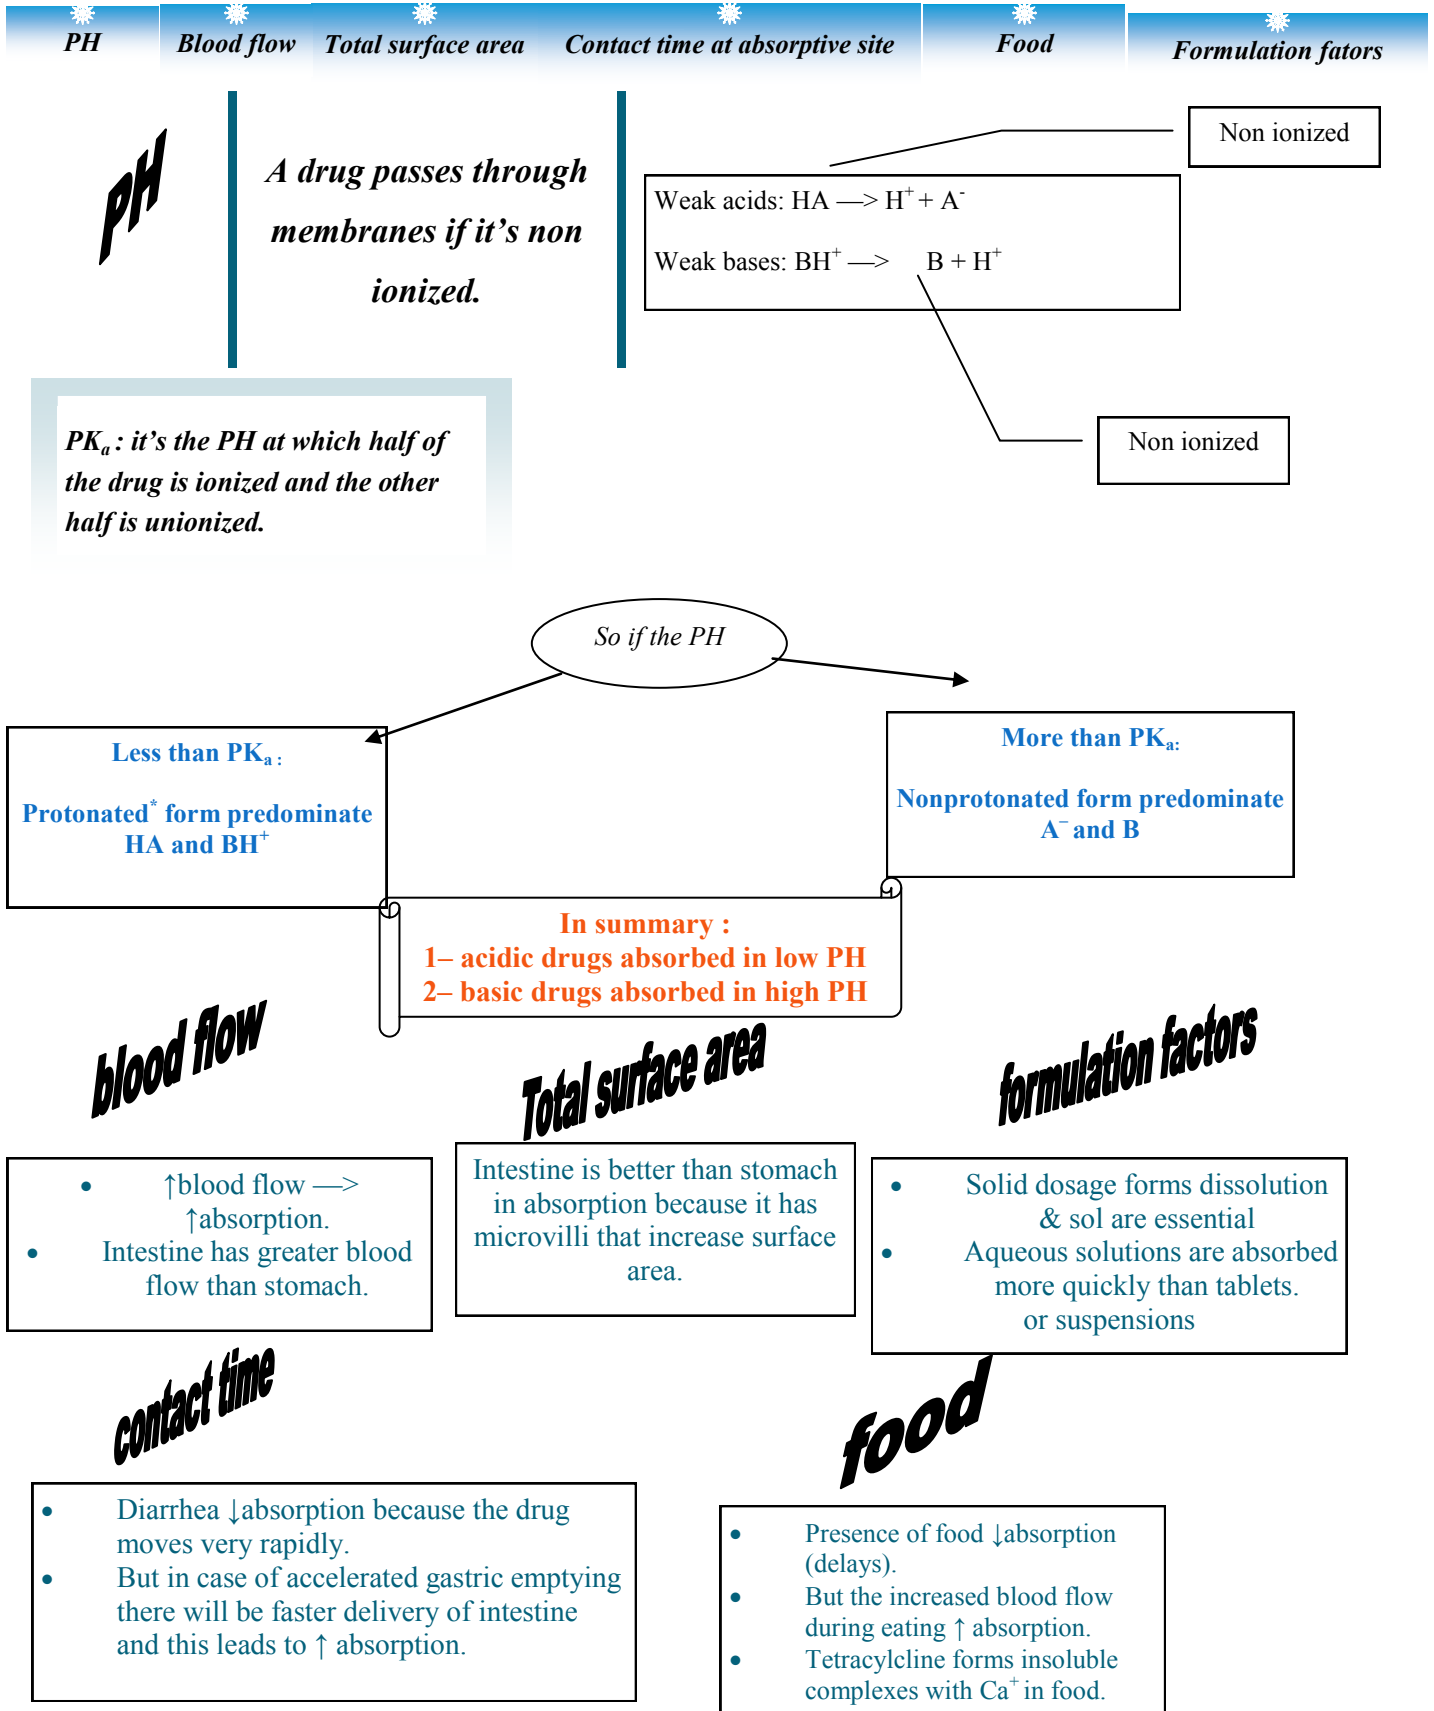 PH
Blood flow
Total surface area
Contact time at absorptive site
Food
Formulation fators
PH
A drug passes through
membranes if it’s non
ionized.
Non ionized
Weak acids: HA —> H⁺ + A⁻
Weak bases: BH⁺ —> B + H⁺
Non ionized
PKₐ : it’s the PH at which half of
the drug is ionized and the other
half is unionized.
So if the PH
Less than PKₐ :
Protonated* form predominate
HA and BH⁺
More than PKₐ:
Nonprotonated form predominate
A⁻ and B
In summary :
1– acidic drugs absorbed in low PH
2– basic drugs absorbed in high PH
blood flow
• ↑blood flow —>
↑absorption.
• Intestine has greater blood
flow than stomach.
Total surface area
Intestine is better than stomach
in absorption because it has
microvilli that increase surface
area.
formulation factors
• Solid dosage forms dissolution
& sol are essential
• Aqueous solutions are absorbed
more quickly than tablets.
or suspensions
contact time
• Diarrhea ↓absorption because the drug
moves very rapidly.
• But in case of accelerated gastric emptying
there will be faster delivery of intestine
and this leads to ↑ absorption.
food
• Presence of food ↓absorption
(delays).
• But the increased blood flow
during eating ↑ absorption.
• Tetracylcline forms insoluble
complexes with Ca⁺ in food.